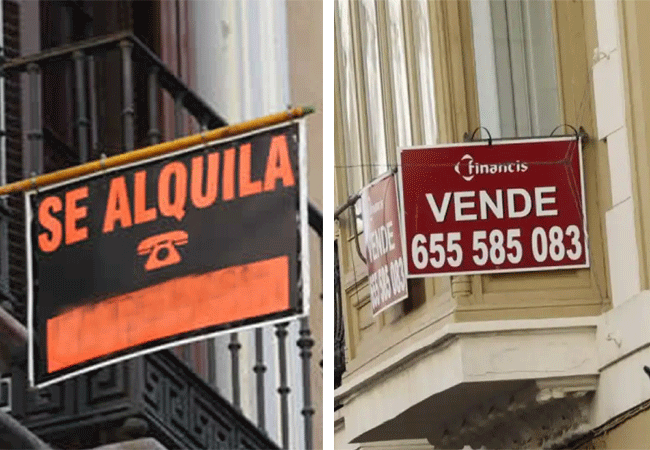 SE ALQUILA
financis
VENDE
655 585 083
VENDE
655 585 083